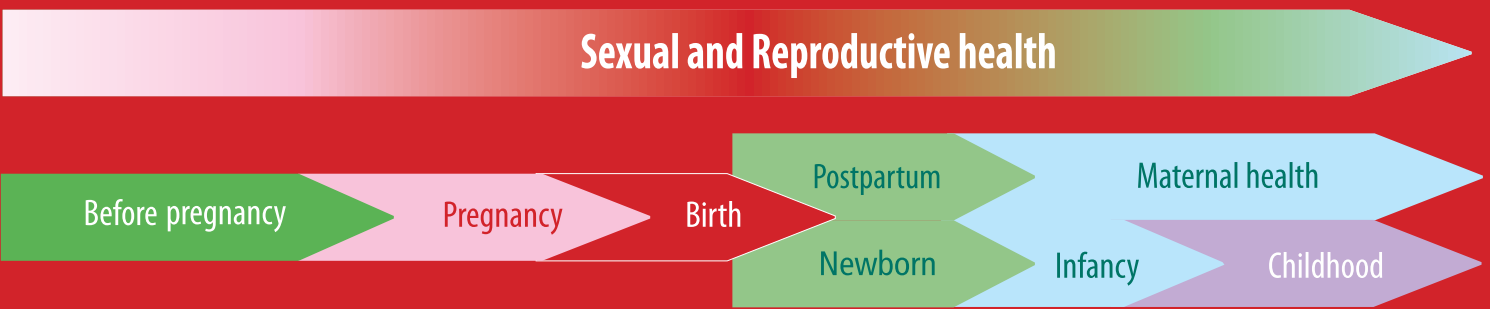 Sexual and Reproductive health
Before pregnancy
Pregnancy
Birth
Postpartum
Maternal health
Newborn
Infancy
Childhood